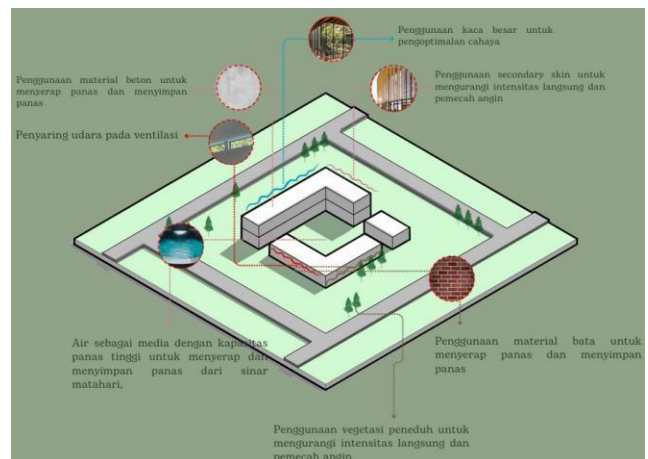 Penggunaan kaca besar untuk
pengoptimalan cahaya
Penggunaan material beton untuk
menyerap panas dan menyimpan
panas
Penggunaan secondary skin untuk
mengurangi intensitas langsung dan
pemecah angin
Penyaring udara pada ventilasi
Air sebagai media dengan kapasitas
panas tinggi untuk menyerap dan
menyimpan panas dari sinar
matahari,
Penggunaan material bata untuk
menyerap panas dan menyimpan
panas
Penggunaan vegetasi peneduh untuk
mengurangi intensitas langsung dan
pemecah angin